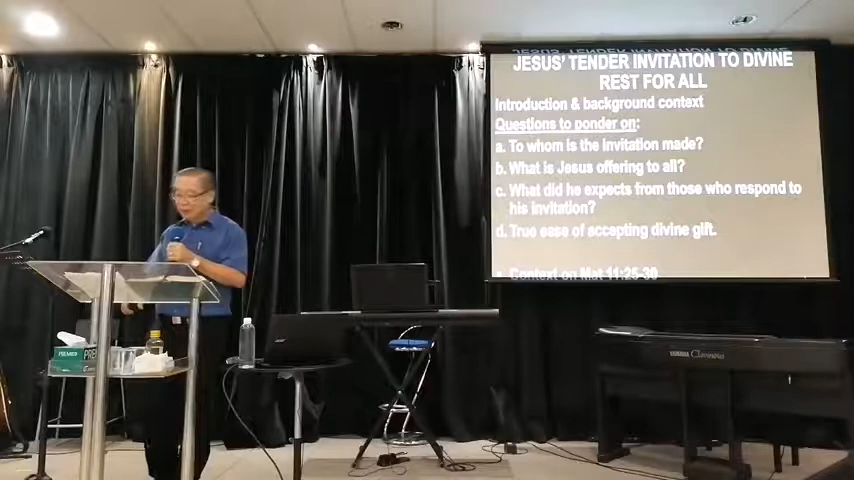 JESUS' TENDER INVITATION TO DIVINE
REST FOR ALL
Introduction & background Context
Questions to ponder on:
a. To whom is the invitation made?
b. What is Jesus offering to all?
c. What did he expects from those who respond to
his invitation?
d. True ease of accepting divine gift.
Context on Mat 11:25-30
PREMIER
YAMAHA